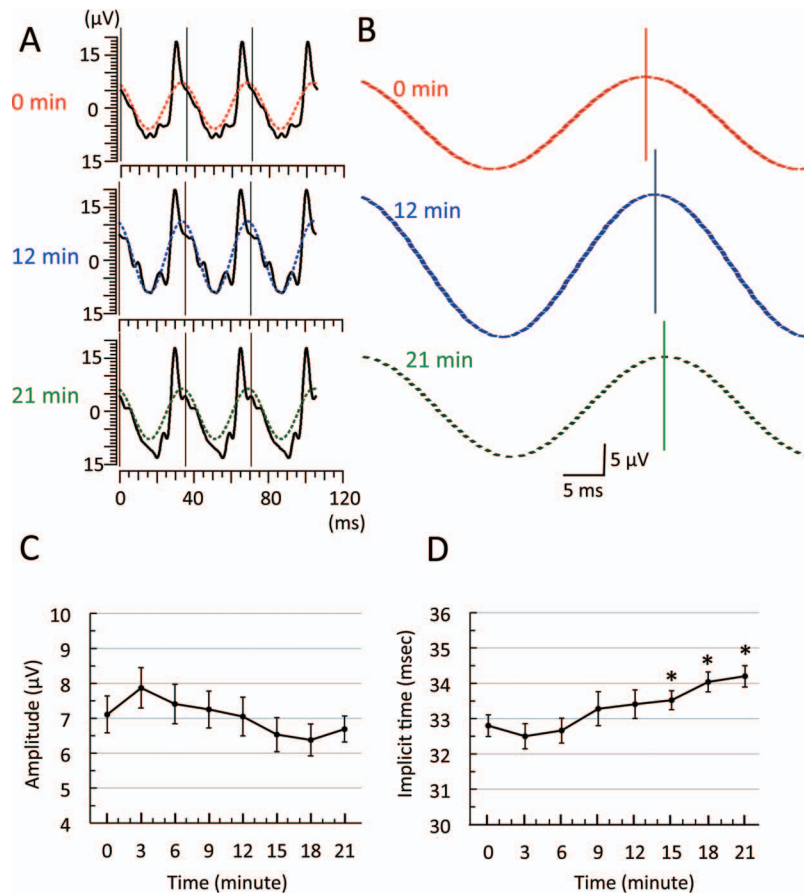 A
(μV)
15
0
15
0 min
15
0
15
12 min
15
0
15
21 min
0 40 80 120
(ms)
B
0 min
12 min
21 min
5 μV
5 ms
C
10
9
8
7
6
5
4
Amplitude (μV)
0 3 6 9 12 15 18 21
Time (minute)
D
36
35
34
33
32
31
30
Implicit time (msec)
* * *
0 3 6 9 12 15 18 21
Time (minute)